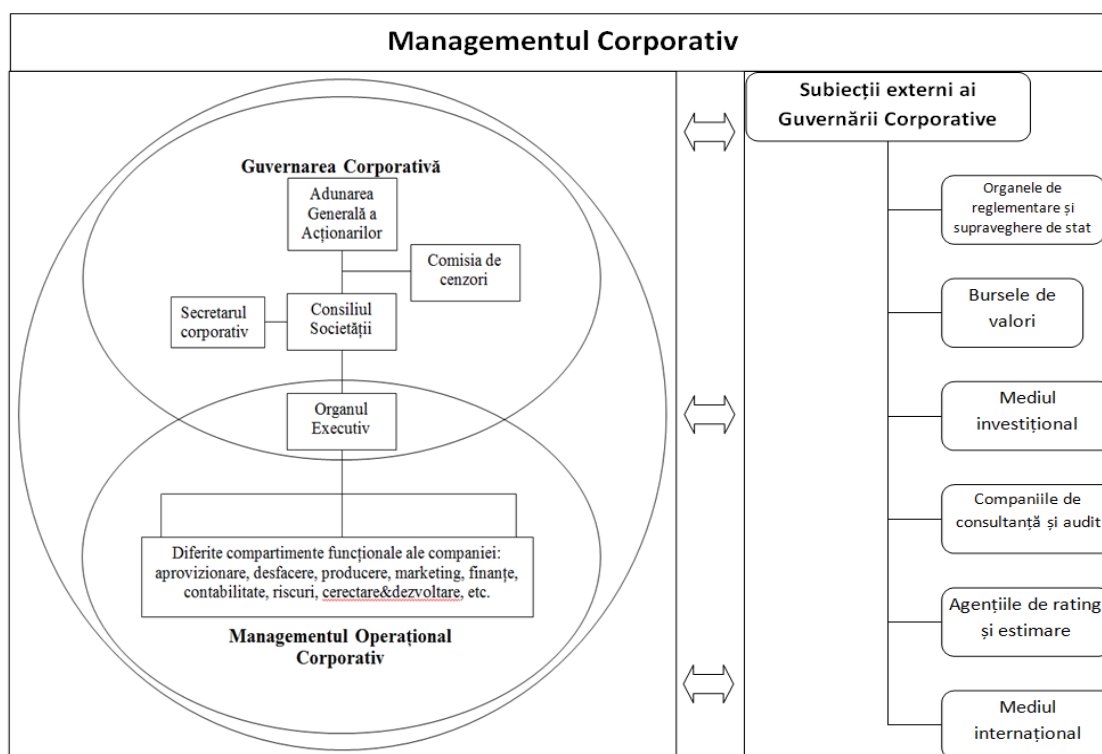 Managementul Corporativ
Guvernarea Corporativă
Adunarea
Generală a
Acționarilor
Comisia de
cenzori
Secretarul
corporativ
Consiliul
Societății
Organul
Executiv
Diferite compartimente funcționale ale companiei:
aprovizionare, desfacere, producere, marketing, finanțe,
contabilitate, riscuri, cerectare&dezvoltare, etc.
Managementul Operațional
Corporativ
Subiecții externi ai
Guvernării Corporative
Organele de
reglementare și
supraveghere de stat
Bursele de
valori
Mediul
investițional
Companiile de
consultanță și audit
Agențiile de rating
și estimare
Mediul
internațional